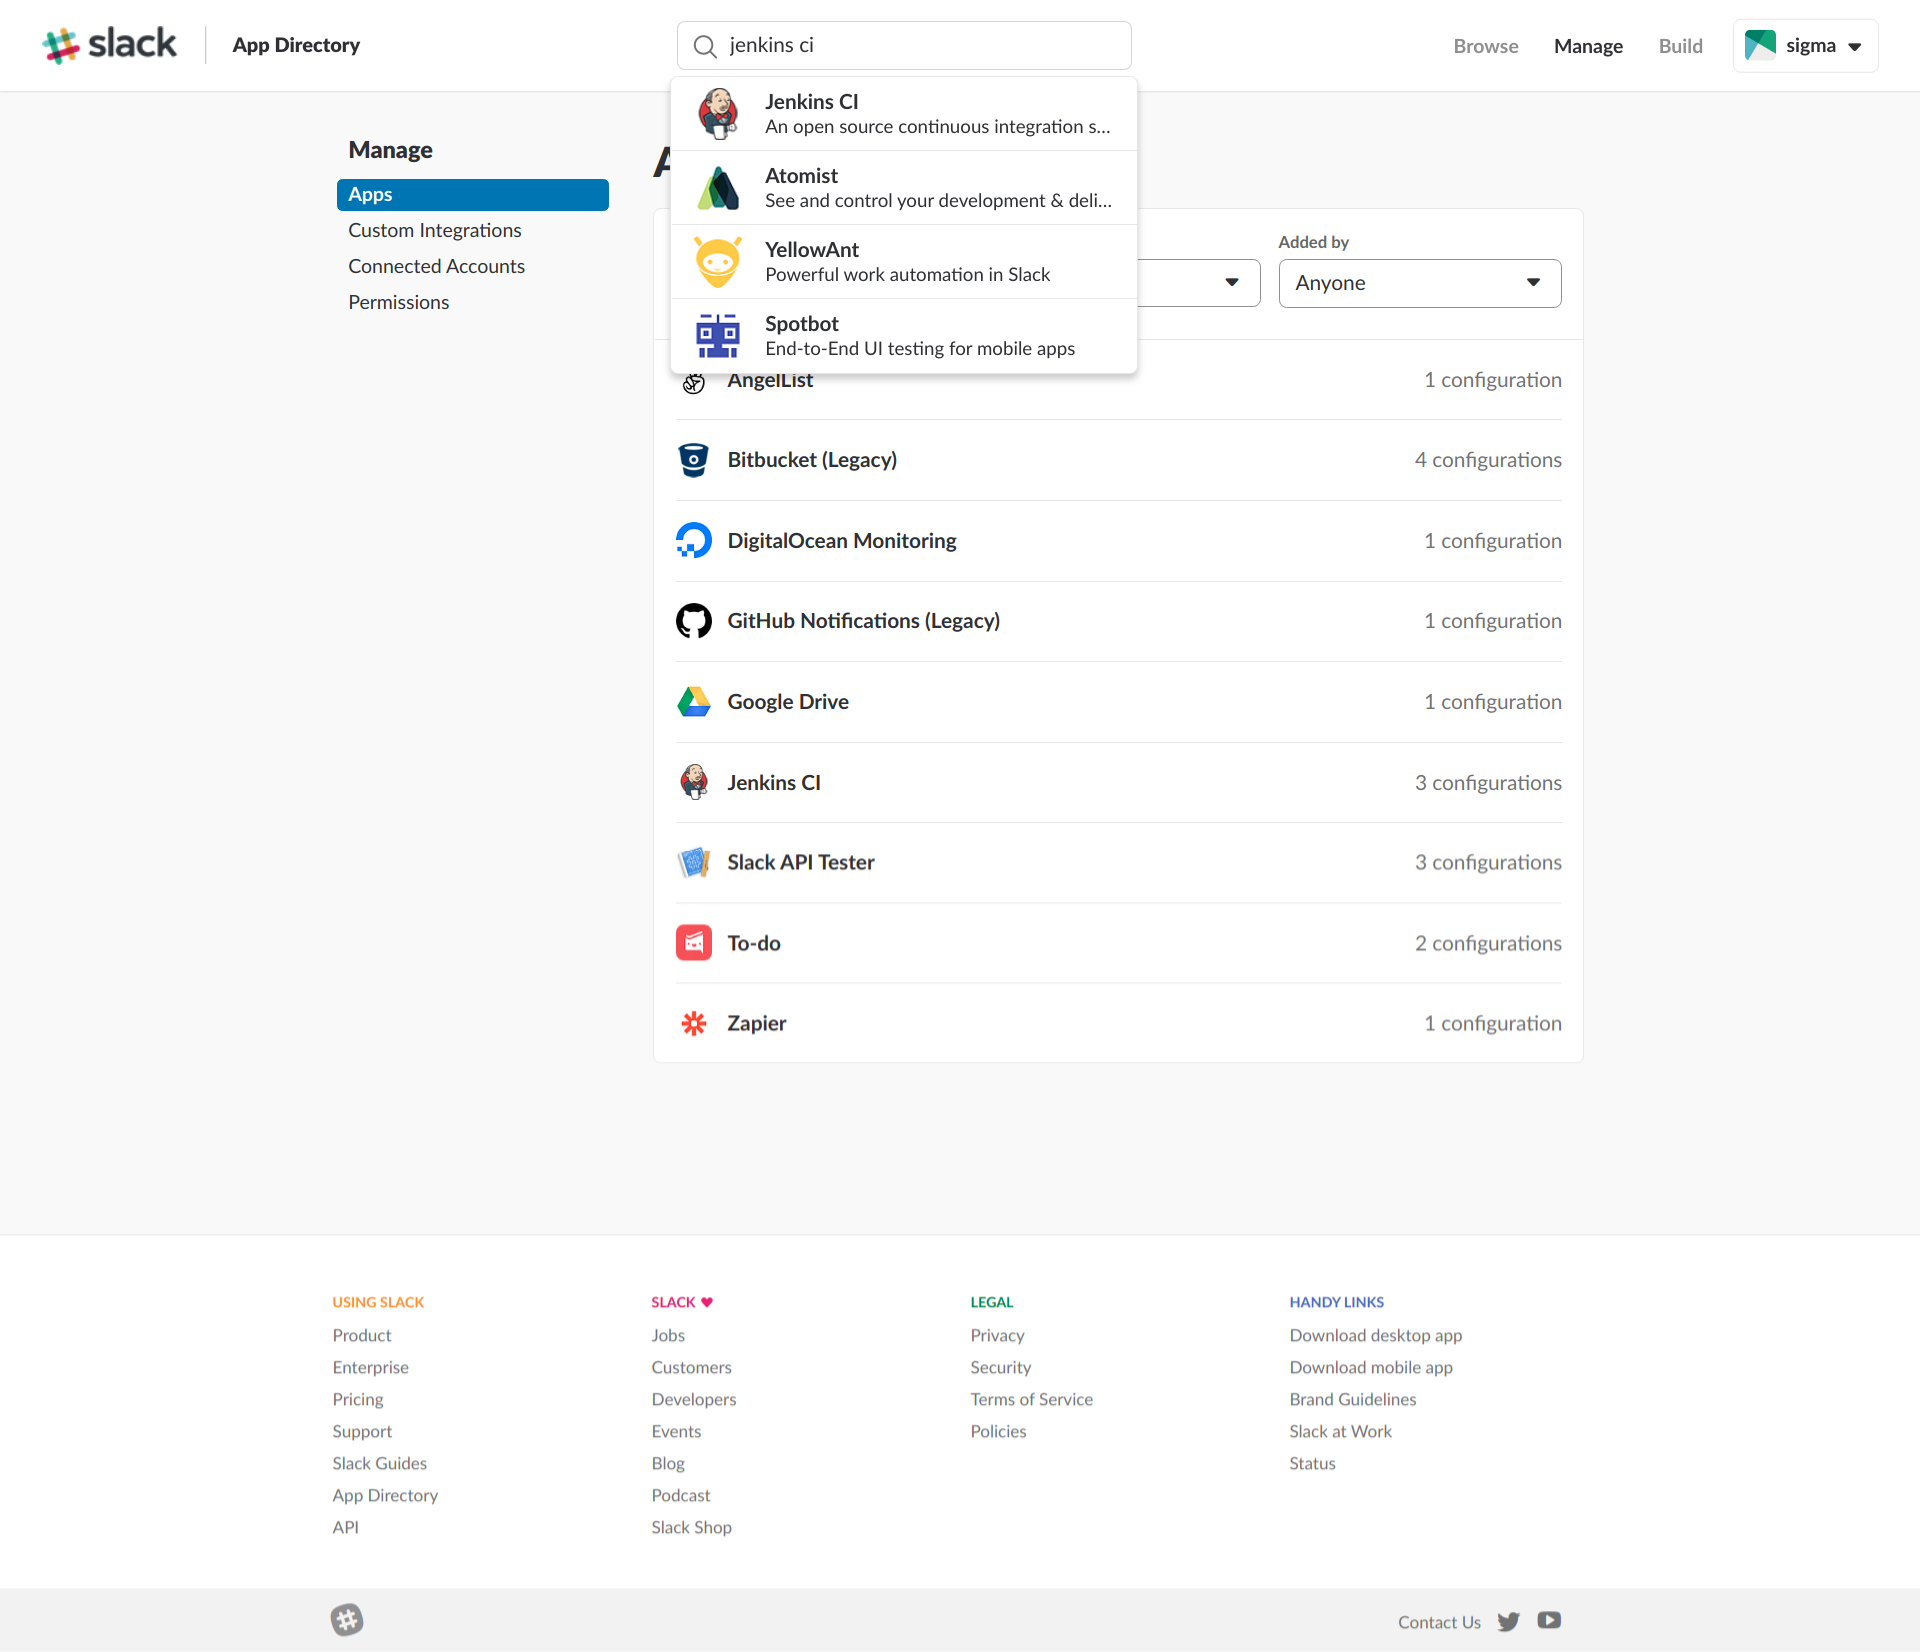 slack
App Directory
jenkins ci
Browse
Manage
Build
sigma
Jenkins CI
An open source continuous integration s...
Atomist
See and control your development & deli...
YellowAnt
Powerful work automation in Slack
Spotbot
End-to-End UI testing for mobile apps
Manage
Apps
Custom Integrations
Connected Accounts
Permissions
Added by
Anyone
AngelList
1 configuration
Bitbucket (Legacy)
4 configurations
DigitalOcean Monitoring
1 configuration
GitHub Notifications (Legacy)
1 configuration
Google Drive
1 configuration
Jenkins CI
3 configurations
Slack API Tester
3 configurations
To-do
2 configurations
Zapier
1 configuration
USING SLACK
Product
Enterprise
Pricing
Support
Slack Guides
App Directory
API
SLACK ♥
Jobs
Customers
Developers
Events
Blog
Podcast
Slack Shop
LEGAL
Privacy
Security
Terms of Service
Policies
HANDY LINKS
Download desktop app
Download mobile app
Brand Guidelines
Slack at Work
Status
Contact Us